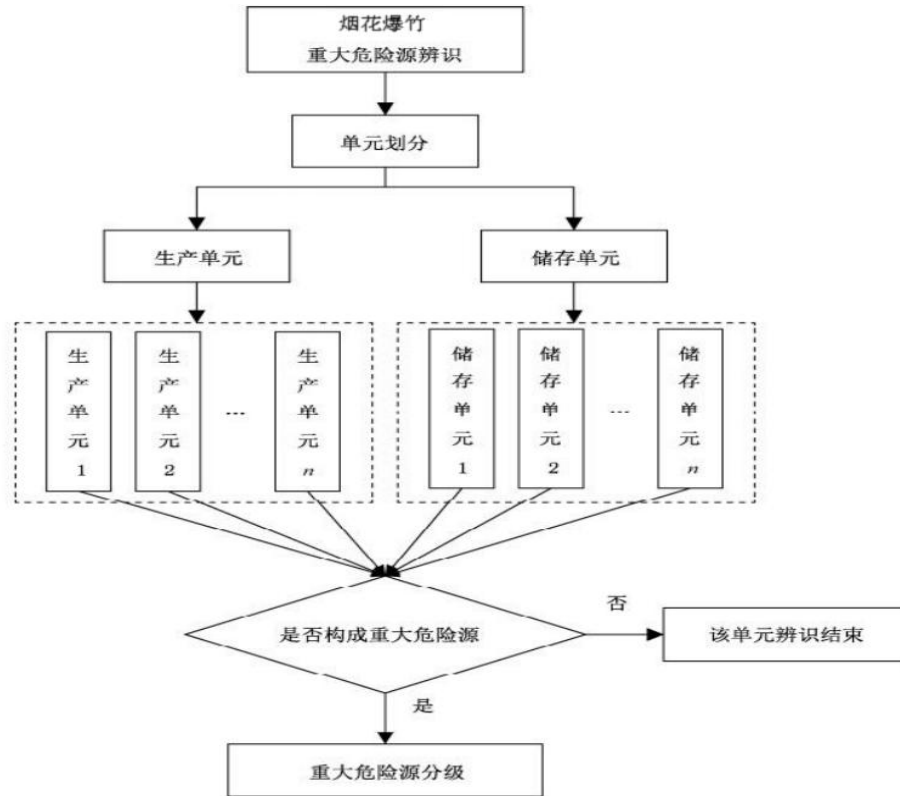 烟花爆竹
重大危险源辨识
单元划分
生产单元
储存单元
生产单元1
生产单元2
...
生产单元n
储存单元1
储存单元2
...
储存单元n
是否构成重大危险源
否
该单元辨识结束
是
重大危险源分级